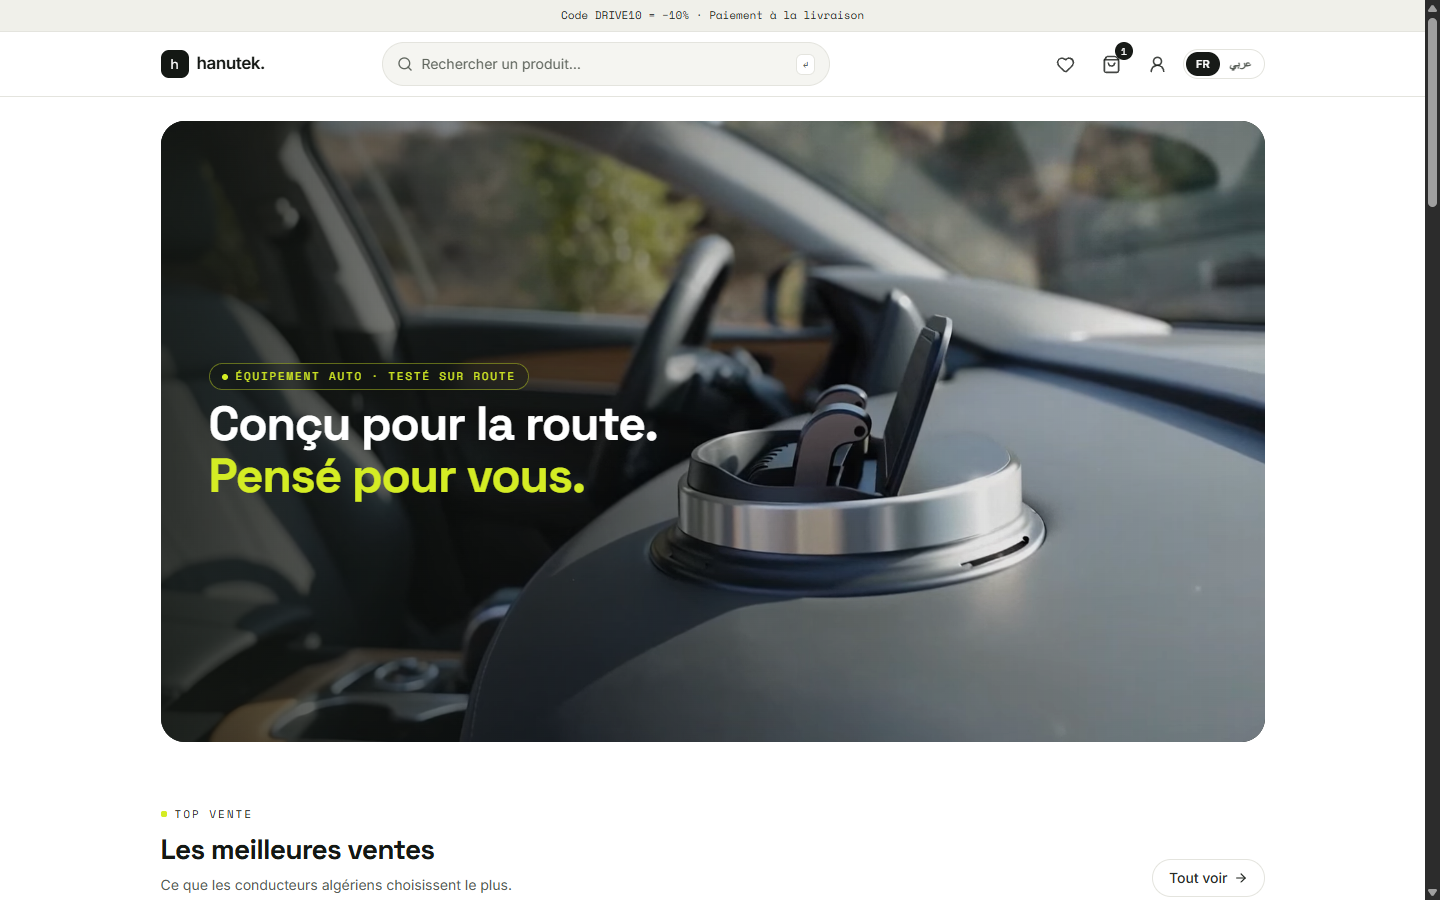 Code DRIVE10 = −10% · Paiement à la livraison
h
hanutek.
Rechercher un produit...
↵
1
FR
عربي
ÉQUIPEMENT AUTO · TESTÉ SUR ROUTE
Conçu pour la route.
Pensé pour vous.
TOP VENTE
Les meilleures ventes
Ce que les conducteurs algériens choisissent le plus.
Tout voir →